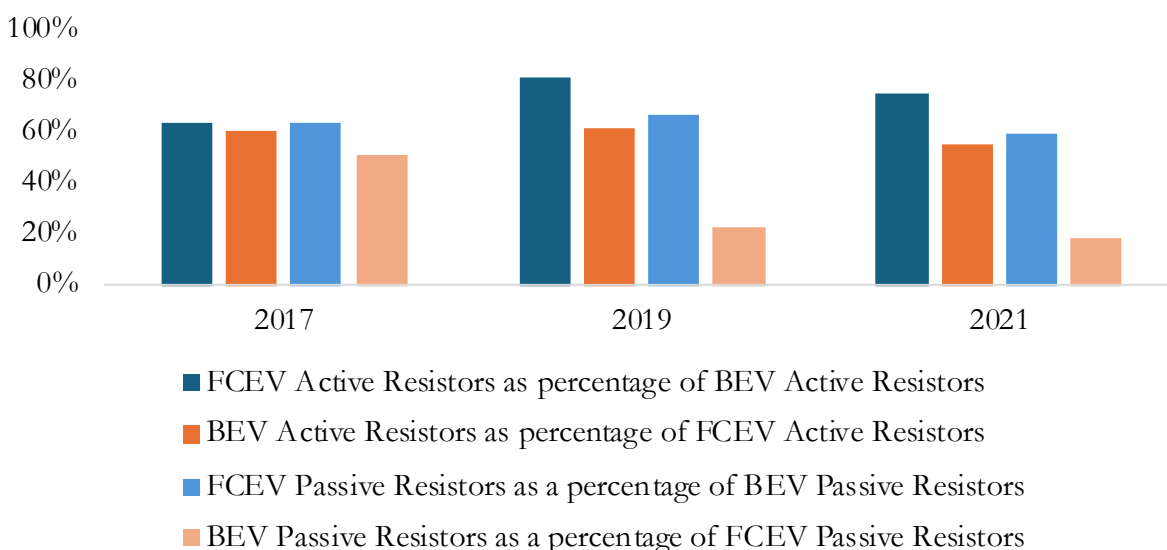 100%
80%
60%
40%
20%
0%
2017 2019 2021
FCEV Active Resistors as percentage of BEV Active Resistors
BEV Active Resistors as percentage of FCEV Active Resistors
FCEV Passive Resistors as a percentage of BEV Passive Resistors
BEV Passive Resistors as a percentage of FCEV Passive Resistors